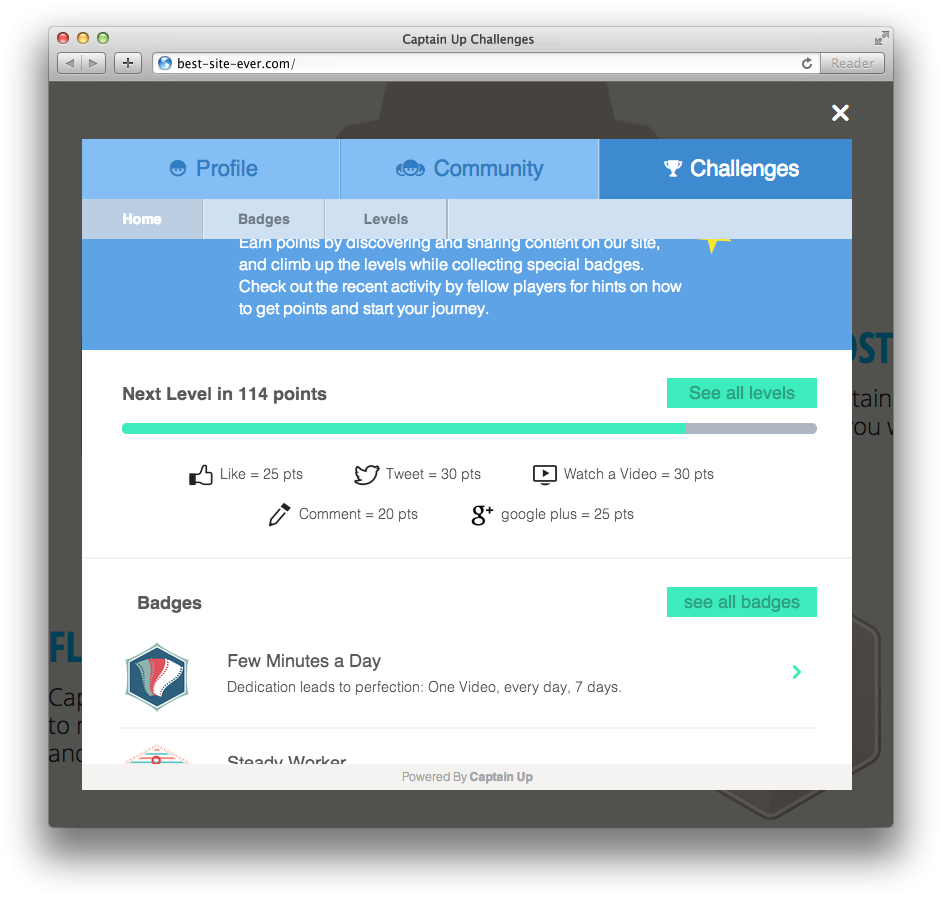 Captain Up Challenges
best-site-ever.com/
Reader
Profile
Community
Challenges
Home
Badges
Levels
Earn points by discovering and sharing content on our site,
and climb up the levels while collecting special badges.
Check out the recent activity by fellow players for hints on how
to get points and start your journey.
Next Level in 114 points
See all levels
Like = 25 pts
Tweet = 30 pts
Watch a Video = 30 pts
Comment = 20 pts
g+ google plus = 25 pts
Badges
see all badges
Few Minutes a Day
Dedication leads to perfection: One Video, every day, 7 days.
Steady Worker
Powered By Captain Up